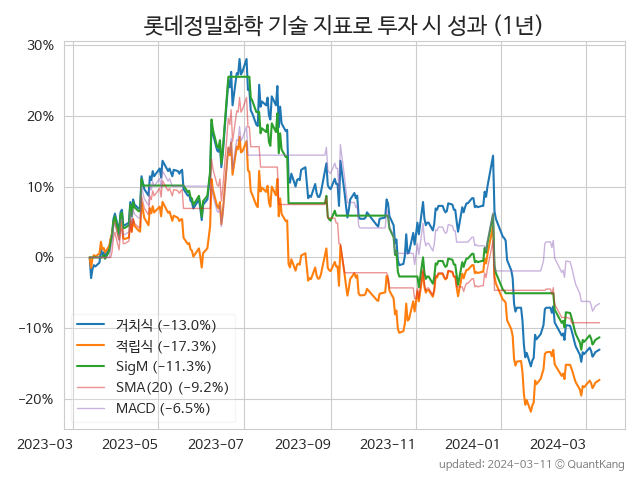 롯데정밀화학 기술 지표로 투자 시 성과 (1년)
30%
20%
10%
0%
−10%
−20%
거치식 (−13.0%)
적립식 (−17.3%)
SigM (−11.3%)
SMA(20) (−9.2%)
MACD (−6.5%)
2023−03 2023−05 2023−07 2023−09 2023−11 2024−01 2024−03
updated: 2024−03−11 © QuantKang